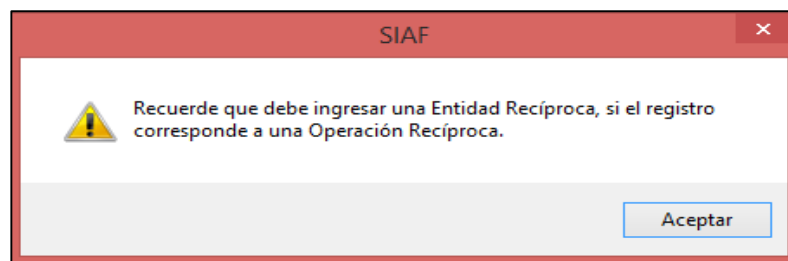 SIAF
Recuerde que debe ingresar una Entidad Recíproca, si el registro
corresponde a una Operación Recíproca.
Aceptar